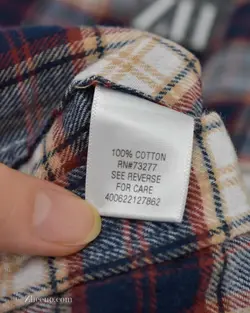 100% COTTON
RN#73277
SEE REVERSE
FOR CARE
400622127862